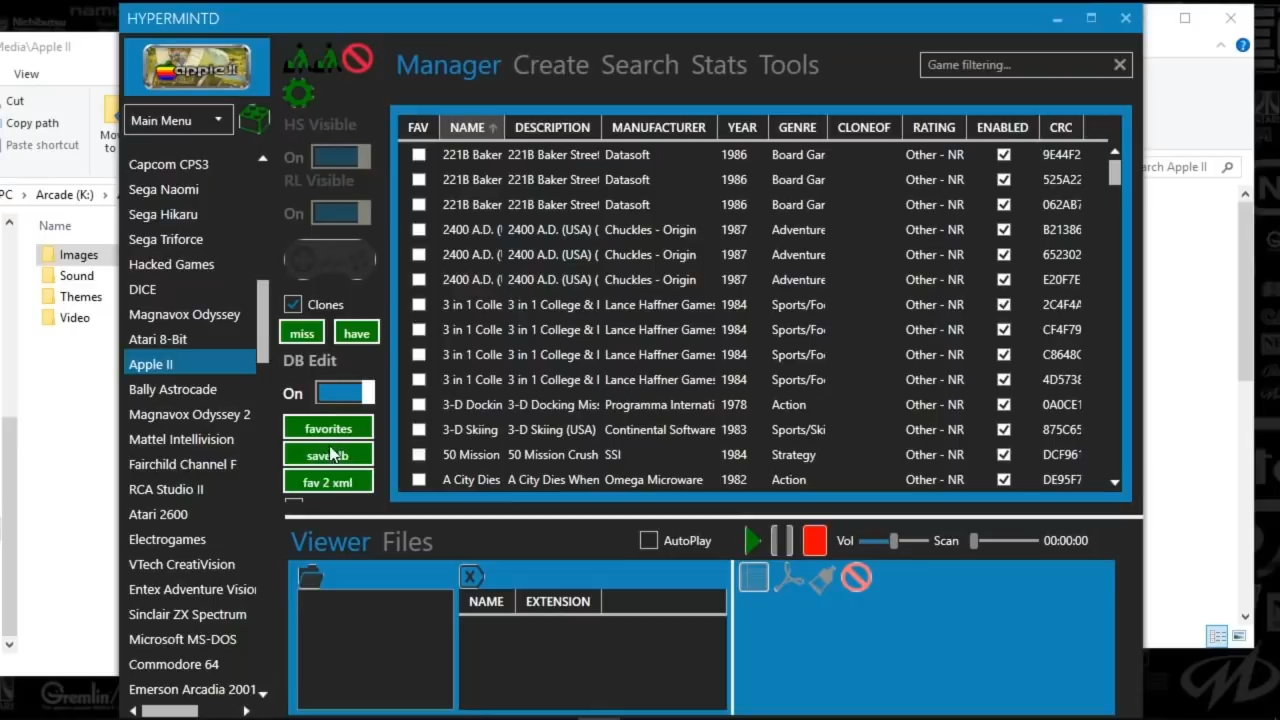 HYPERMINTD
Media\Apple II
View
Cut
Copy path
Paste shortcut
Mov
to
PC
Arcade (K:)
Name
Images
Sound
Themes
Video
apple II
Main Menu
Capcom CPS3
Sega Naomi
Sega Hikaru
Sega Triforce
Hacked Games
DICE
Magnavox Odyssey
Atari 8-Bit
Apple II
Bally Astrocade
Magnavox Odyssey 2
Mattel Intellivision
Fairchild Channel F
RCA Studio II
Atari 2600
Electrogames
VTech CreatiVision
Entex Adventure Visio
Sinclair ZX Spectrum
Microsoft MS-DOS
Commodore 64
Emerson Arcadia 2001
HS Visible
On
RL Visible
On
Clones
miss have
DB Edit
On
favorites
fav 2 xml
Manager Create Search Stats Tools
Game filtering...
FAV NAME DESCRIPTION MANUFACTURER YEAR GENRE CLONEOF RATING ENABLED CRC
221B Baker 221B Baker Street Datasoft 1986 Board Gar Other - NR 9E44F2
221B Baker 221B Baker Street Datasoft 1986 Board Gar Other - NR 525A22
221B Baker 221B Baker Street Datasoft 1986 Board Gar Other - NR 062AB7
2400 A.D. (I 2400 A.D. (USA) ( Chuckles - Origin 1987 Adventure Other - NR B21386
2400 A.D. (I 2400 A.D. (USA) ( Chuckles - Origin 1987 Adventure Other - NR 652302
2400 A.D. (I 2400 A.D. (USA) ( Chuckles - Origin 1987 Adventure Other - NR E20F7E
3 in 1 Colle 3 in 1 College & I Lance Haffner Games 1984 Sports/Foo Other - NR 2C4F4A
3 in 1 Colle 3 in 1 College & I Lance Haffner Games 1984 Sports/Foo Other - NR CF4F79
3 in 1 Colle 3 in 1 College & I Lance Haffner Games 1984 Sports/Foo Other - NR C8648C
3 in 1 Colle 3 in 1 College & I Lance Haffner Games 1984 Sports/Foo Other - NR 4D573E
3-D Dockin 3-D Docking Miss Programma Internati 1978 Action Other - NR 0A0CE1
3-D Skiing 3-D Skiing (USA) Continental Software 1983 Sports/Ski Other - NR 875C65
50 Mission 50 Mission Crush SSI 1984 Strategy Other - NR DCF96
A City Dies A City Dies When Omega Microware 1982 Action Other - NR DE95F7
Viewer Files
AutoPlay
Vol
Scan
00:00:00
NAME EXTENSION
arch Apple II
Nichibutsu
Gremlin